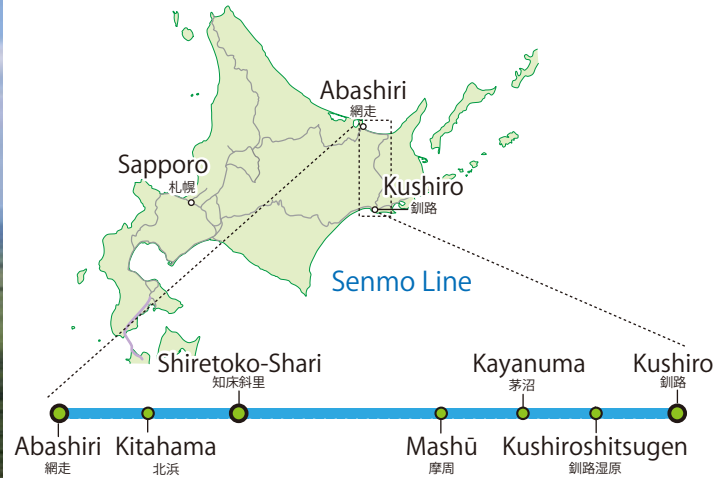 Abashiri
網走
Sapporo
札幌
Kushiro
釧路
Senmo Line
Shiretoko-Shari
知床斜里
Kayanuma
茅沼
Kushiro
釧路
Abashiri
網走
Kitahama
北浜
Mashū
摩周
Kushiroshitsugen
釧路湿原